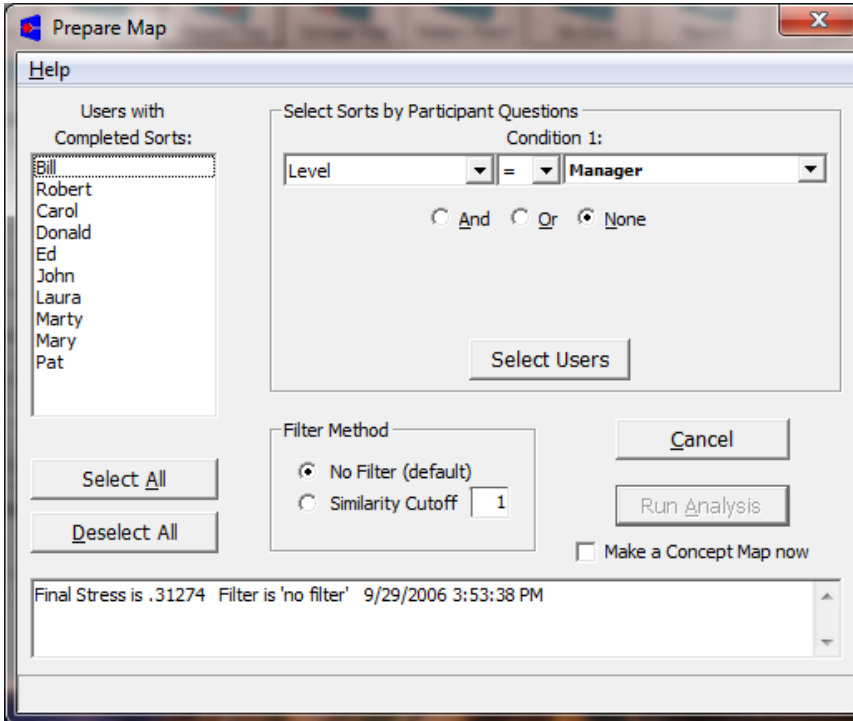 Prepare Map
X
Help
Users with
Completed Sorts:
Bill
Robert
Carol
Donald
Ed
John
Laura
Marty
Mary
Pat
Select All
Deselect All
Select Sorts by Participant Questions
Condition 1:
Level = Manager
And Or None
Select Users
Filter Method
No Filter (default)
Similarity Cutoff 1
Cancel
Run Analysis
Make a Concept Map now
Final Stress is .31274 Filter is 'no filter' 9/29/2006 3:53:38 PM